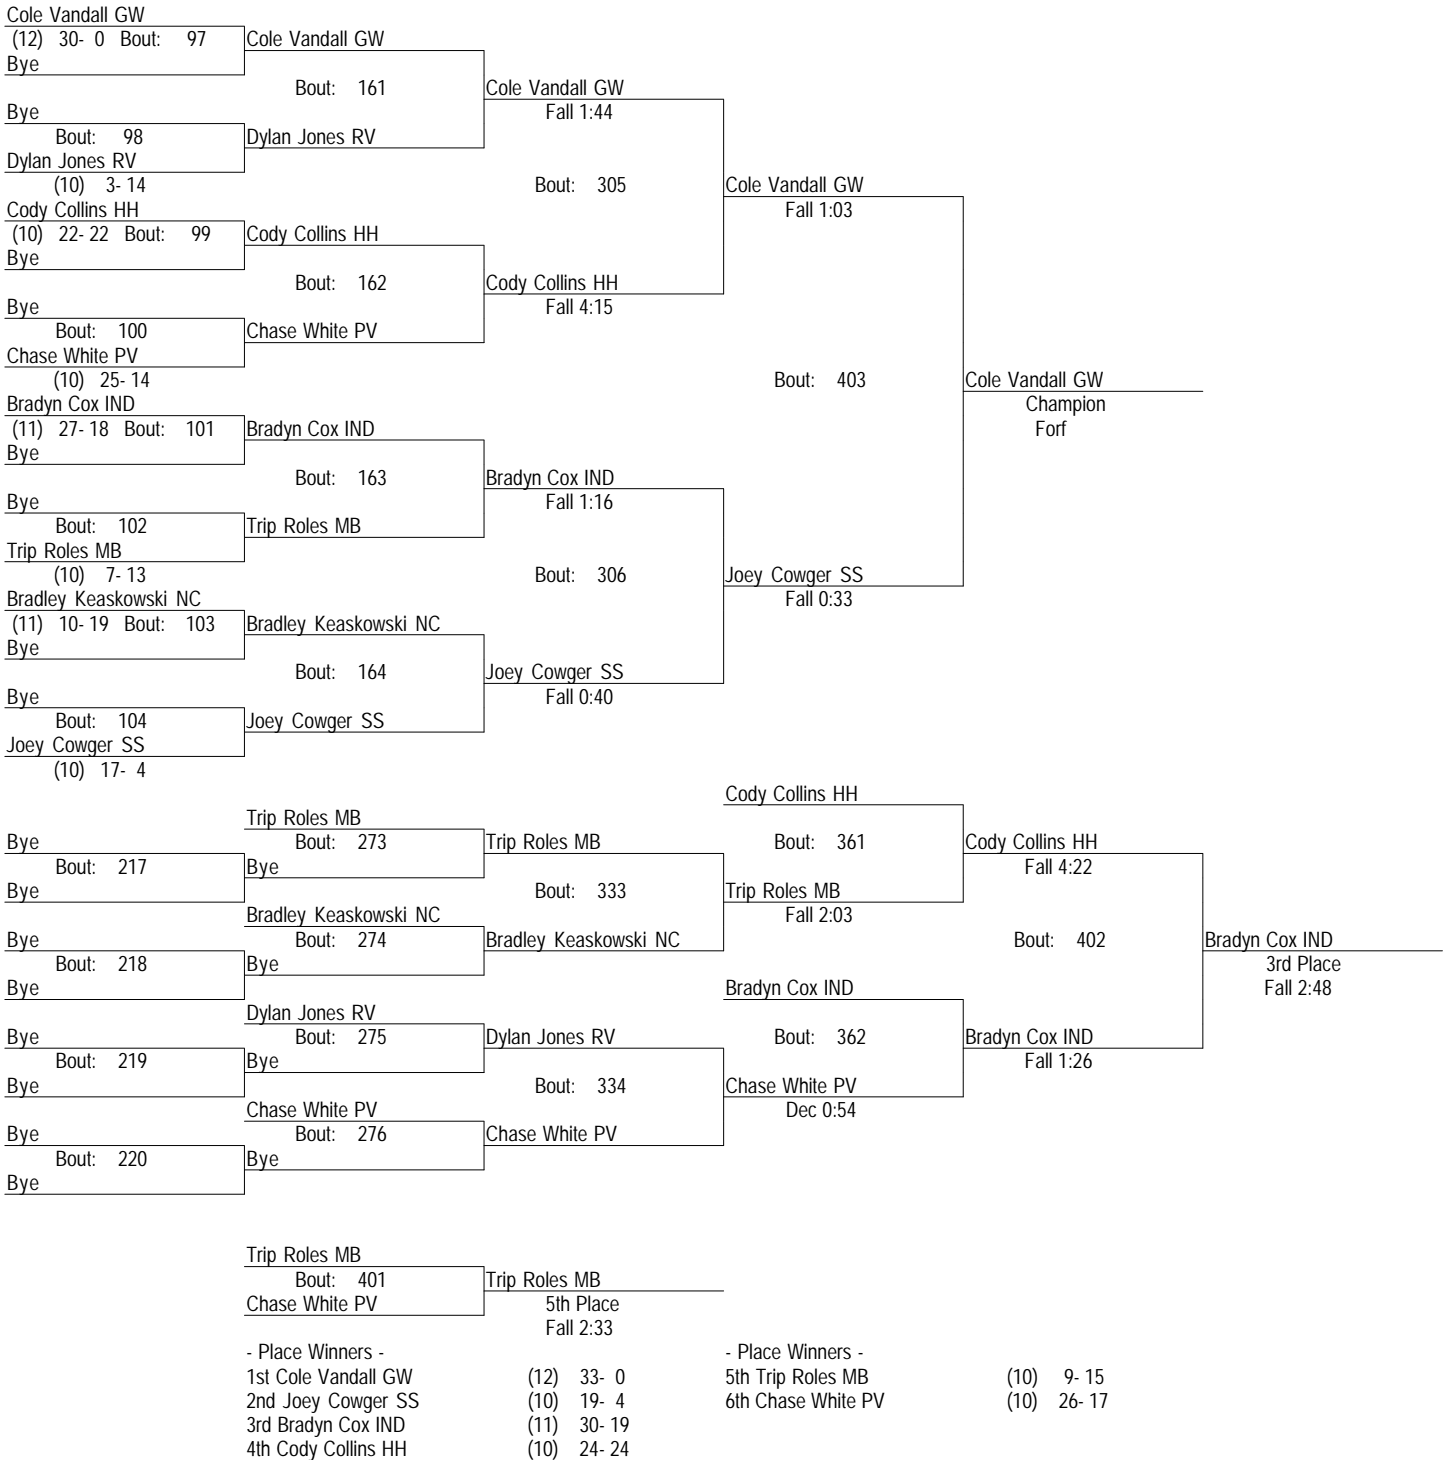 Cole Vandall GW
(12) 30- 0 Bout: 97 Cole Vandall GW
Bye
Bout: 161 Cole Vandall GW
Bye Fall 1:44
Bout: 98 Dylan Jones RV
Dylan Jones RV
(10) 3- 14 Bout: 305 Cole Vandall GW
Cody Collins HH Fall 1:03
(10) 22- 22 Bout: 99 Cody Collins HH
Bye
Bout: 162 Cody Collins HH
Bye Fall 4:15
Bout: 100 Chase White PV
Chase White PV
(10) 25- 14 Bout: 403 Cole Vandall GW
Bradyn Cox IND Champion
(11) 27- 18 Bout: 101 Bradyn Cox IND Forf
Bye
Bout: 163 Bradyn Cox IND
Bye Fall 1:16
Bout: 102 Trip Roles MB
Trip Roles MB
(10) 7- 13 Bout: 306 Joey Cowger SS
Bradley Keaskowski NC Fall 0:33
(11) 10- 19 Bout: 103 Bradley Keaskowski NC
Bye
Bout: 164 Joey Cowger SS
Bye Fall 0:40
Bout: 104 Joey Cowger SS
Joey Cowger SS
(10) 17- 4
Cody Collins HH
Trip Roles MB
Bye Bout: 273 Trip Roles MB Bout: 361 Cody Collins HH
Bout: 217 Bye Fall 4:22
Bye Bout: 333 Trip Roles MB
Bradley Keaskowski NC Fall 2:03
Bye Bout: 274 Bradley Keaskowski NC Bout: 402 Bradyn Cox IND
Bout: 218 Bye 3rd Place
Bye Bradyn Cox IND Fall 2:48
Dylan Jones RV
Bye Bout: 275 Dylan Jones RV Bout: 362 Bradyn Cox IND
Bout: 219 Bye Fall 1:26
Bye Bout: 334 Chase White PV
Chase White PV Dec 0:54
Bye Bout: 276 Chase White PV
Bout: 220 Bye
Bye
Trip Roles MB
Bout: 401 Trip Roles MB
Chase White PV 5th Place
Fall 2:33
- Place Winners - - Place Winners -
1st Cole Vandall GW (12) 33- 0 5th Trip Roles MB (10) 9- 15
2nd Joey Cowger SS (10) 19- 4 6th Chase White PV (10) 26- 17
3rd Bradyn Cox IND (11) 30- 19
4th Cody Collins HH (10) 24- 24